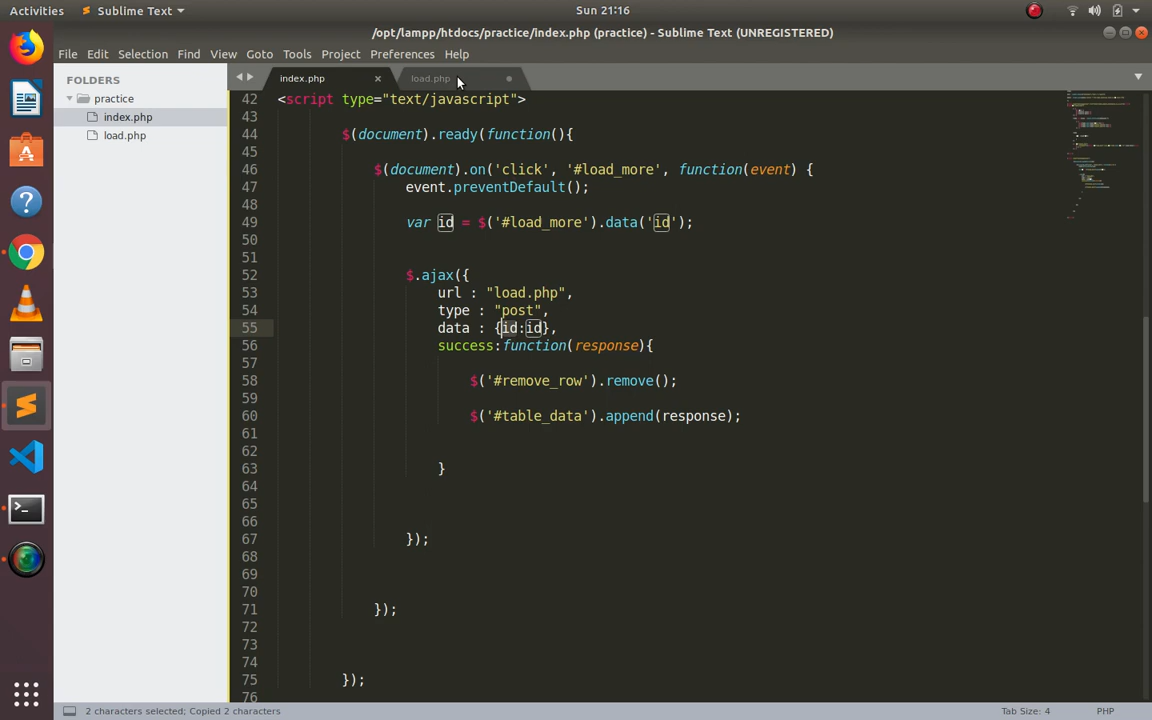 Activities
Sublime Text
Sun 21:16
/opt/lampp/htdocs/practice/index.php (practice) - Sublime Text (UNREGISTERED)
File Edit Selection Find View Goto Tools Project Preferences Help
FOLDERS
practice
index.php
load.php
index.php
load.php
42 <script type="text/javascript">
43
44 $(document).ready(function(){
45
46 $(document).on('click', '#load_more', function(event) {
47 event.preventDefault();
48
49 var id = $('#load_more').data('id');
50
51
52 $.ajax({
53 url : "load.php",
54 type : "post",
55 data : {id:id},
56 success:function(response){
57
58 $('#remove_row').remove();
59
60 $('#table_data').append(response);
61
62
63 }
64
65
66
67 });
68
69
70
71 });
72
73
74
75 });
76
2 characters selected; Copied 2 characters
Tab Size: 4
PHP